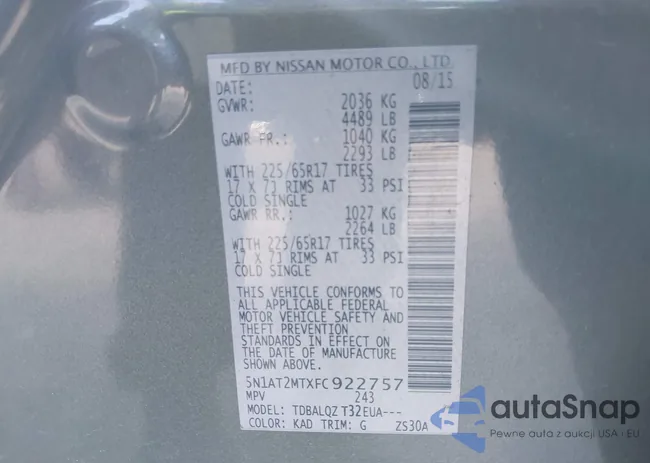 MFD BY NISSAN MOTOR CO., LTD.
DATE: 08/15
GVWR: 2036 KG
4489 LB
GAWR FR.: 1040 KG
2293 LB
WITH 225/65R17 TIRES
17 X 7J RIMS AT 33 PSI
COLD SINGLE
GAWR RR.: 1027 KG
2264 LB
WITH 225/65R17 TIRES
17 X 7J RIMS AT 33 PSI
COLD SINGLE
THIS VEHICLE CONFORMS TO
ALL APPLICABLE FEDERAL
MOTOR VEHICLE SAFETY AND
THEFT PREVENTION
STANDARDS IN EFFECT ON
THE DATE OF MANUFACTURE
SHOWN ABOVE.
5N1AT2MTXFC922757
MPV 243
MODEL: TDBALQZ T32EUA---
COLOR: KAD TRIM: G ZS30A
autoSnap
Pewne auta z aukcji USA i EU